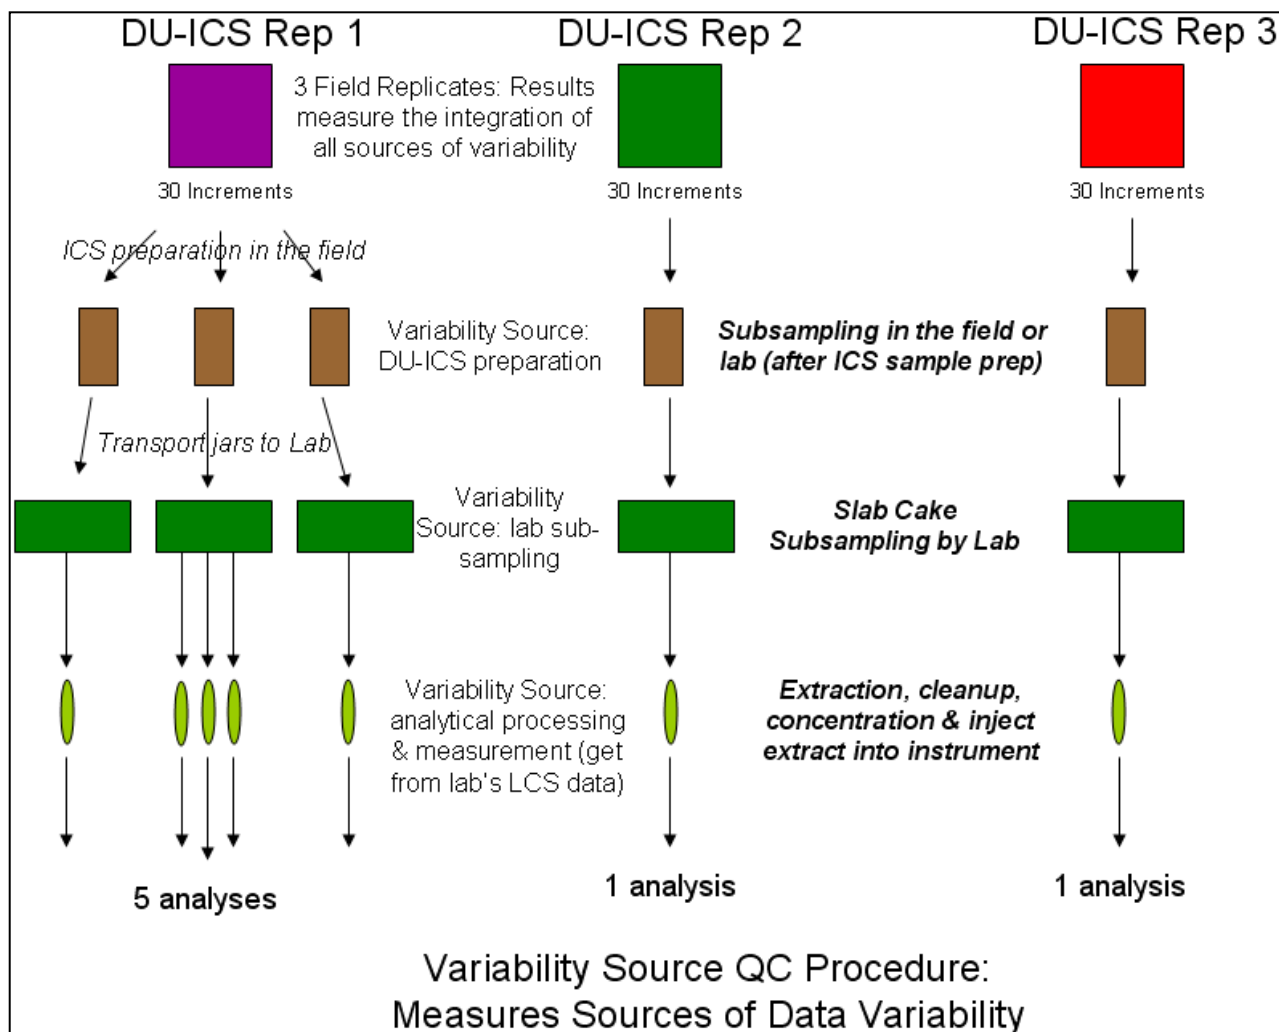 DU-ICS Rep 1
DU-ICS Rep 2
DU-ICS Rep 3
3 Field Replicates: Results
measure the integration of
all sources of variability
30 Increments
30 Increments
30 Increments
ICS preparation in the field
Variability Source:
DU-ICS preparation
Subsampling in the field or
lab (after ICS sample prep)
Transport jars to Lab
Variability
Source: lab sub-
sampling
Slab Cake
Subsampling by Lab
Variability Source:
analytical processing
& measurement (get
from lab's LCS data)
Extraction, cleanup,
concentration & inject
extract into instrument
5 analyses
1 analysis
1 analysis
Variability Source QC Procedure:
Measures Sources of Data Variability